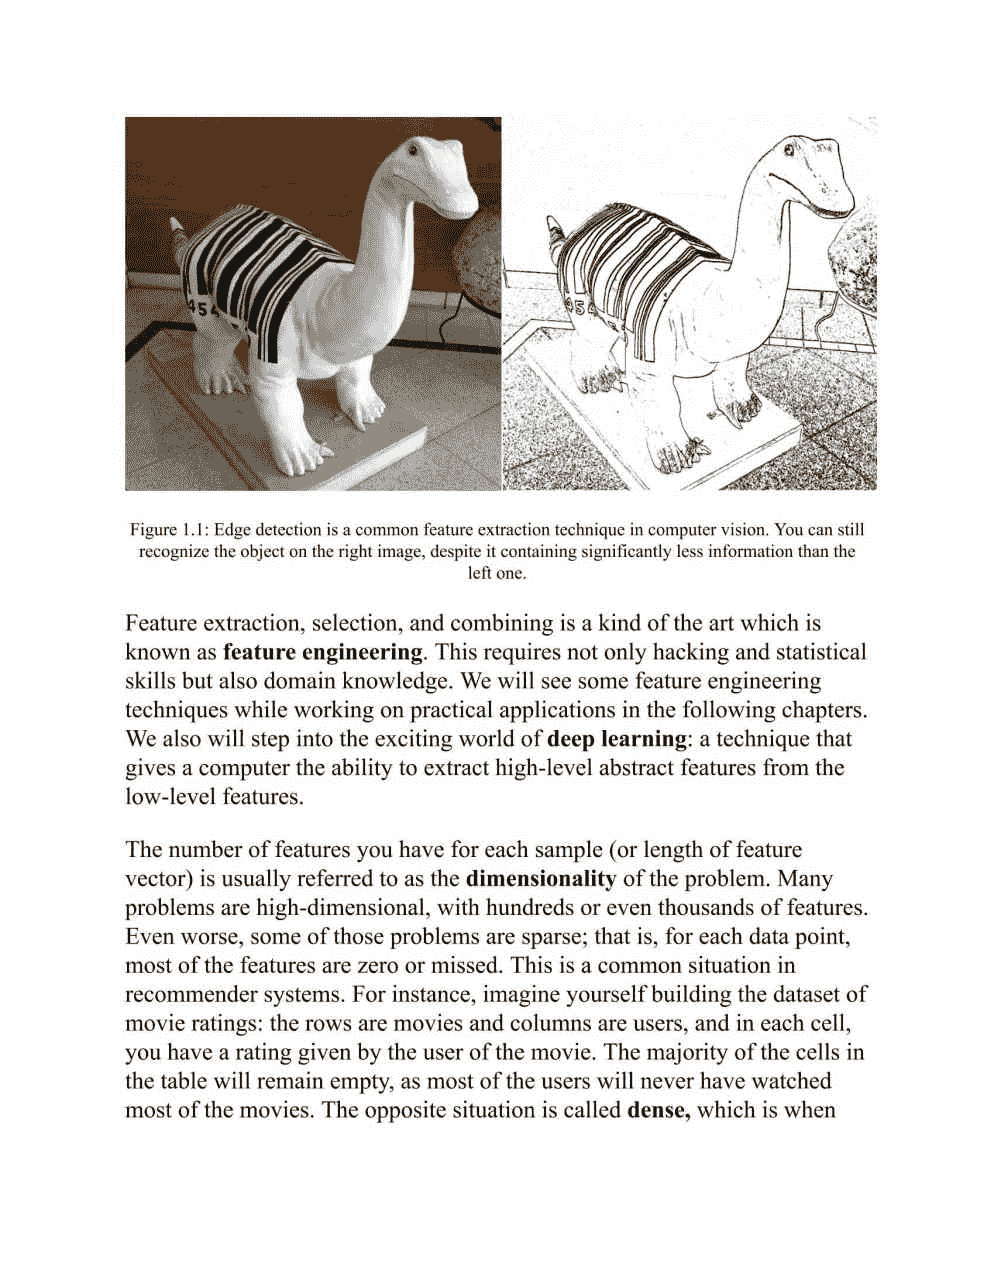 454
454
Figure 1.1: Edge detection is a common feature extraction technique in computer vision. You can still
recognize the object on the right image, despite it containing significantly less information than the
left one.
Feature extraction, selection, and combining is a kind of the art which is
known as feature engineering. This requires not only hacking and statistical
skills but also domain knowledge. We will see some feature engineering
techniques while working on practical applications in the following chapters.
We also will step into the exciting world of deep learning: a technique that
gives a computer the ability to extract high-level abstract features from the
low-level features.
The number of features you have for each sample (or length of feature
vector) is usually referred to as the dimensionality of the problem. Many
problems are high-dimensional, with hundreds or even thousands of features.
Even worse, some of those problems are sparse; that is, for each data point,
most of the features are zero or missed. This is a common situation in
recommender systems. For instance, imagine yourself building the dataset of
movie ratings: the rows are movies and columns are users, and in each cell,
you have a rating given by the user of the movie. The majority of the cells in
the table will remain empty, as most of the users will never have watched
most of the movies. The opposite situation is called dense, which is when